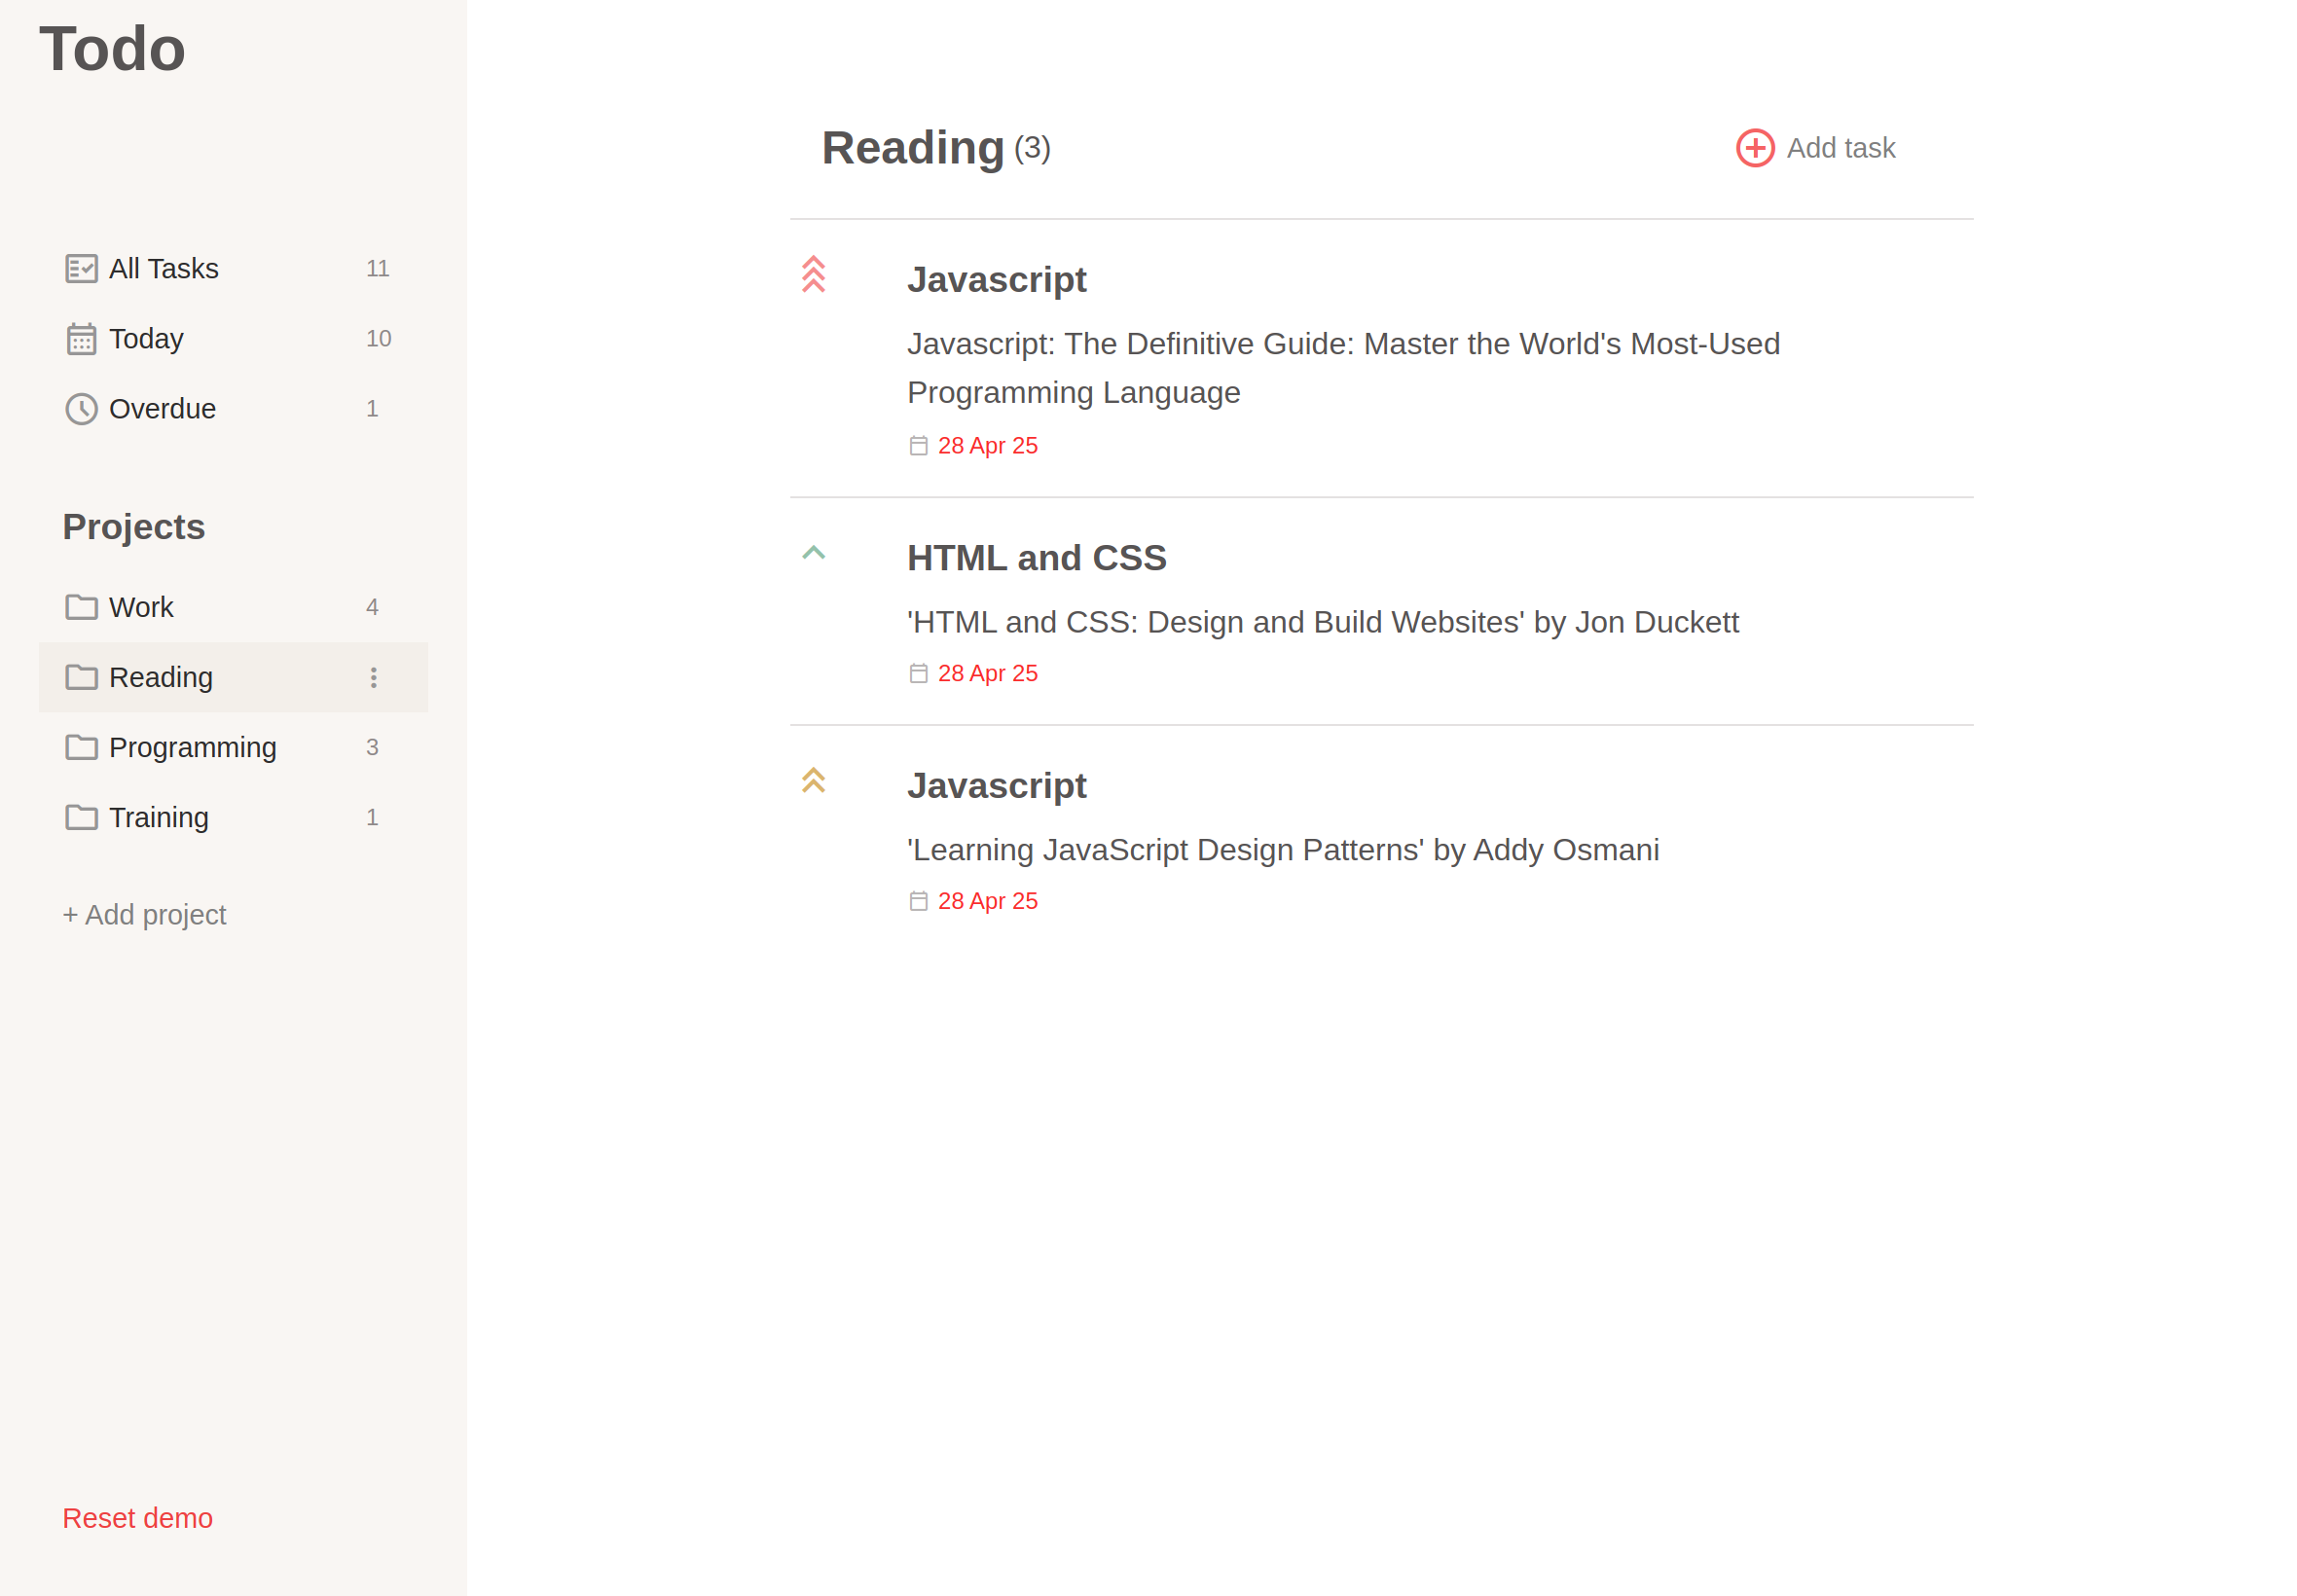 Todo
All Tasks 11
Today 10
Overdue 1
Projects
Work 4
Reading
Programming 3
Training 1
+ Add project
Reset demo
Reading (3)
Add task
Javascript
Javascript: The Definitive Guide: Master the World's Most-Used
Programming Language
28 Apr 25
HTML and CSS
'HTML and CSS: Design and Build Websites' by Jon Duckett
28 Apr 25
Javascript
'Learning JavaScript Design Patterns' by Addy Osmani
28 Apr 25